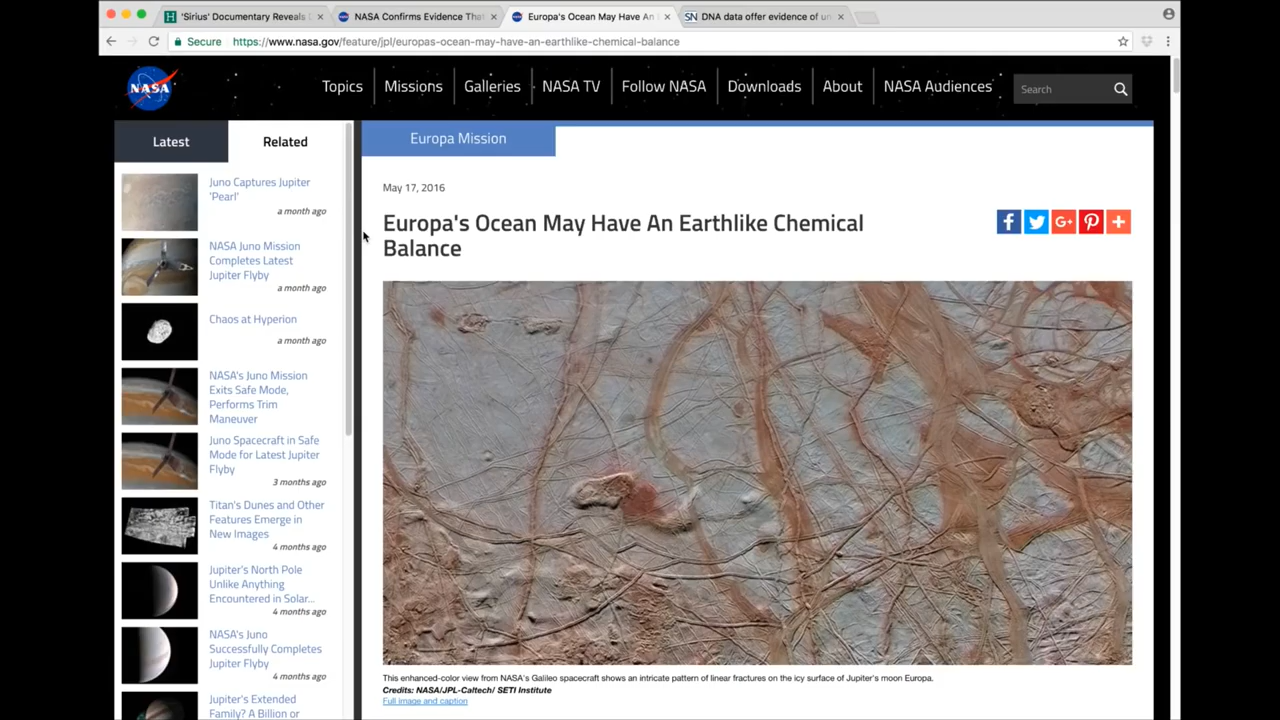 'Sirius' Documentary Reveals D
NASA Confirms Evidence That
Europa's Ocean May Have An E
SN DNA data offer evidence of un
Secure https://www.nasa.gov/feature/jpl/europas-ocean-may-have-an-earthlike-chemical-balance
NASA
Topics
Missions
Galleries
NASA TV
Follow NASA
Downloads
About
NASA Audiences
Search
Latest
Related
Juno Captures Jupiter
'Pearl'
a month ago
NASA Juno Mission
Completes Latest
Jupiter Flyby
a month ago
Chaos at Hyperion
a month ago
NASA's Juno Mission
Exits Safe Mode,
Performs Trim
Maneuver
Juno Spacecraft in Safe
Mode for Latest Jupiter
Flyby
3 months ago
Titan's Dunes and Other
Features Emerge in
New Images
4 months ago
Jupiter's North Pole
Unlike Anything
Encountered in Solar...
4 months ago
NASA's Juno
Successfully Completes
Jupiter Flyby
4 months ago
Jupiter's Extended
Family? A Billion or
Europa Mission
May 17, 2016
Europa's Ocean May Have An Earthlike Chemical
Balance
This enhanced-color view from NASA's Galileo spacecraft shows an intricate pattern of linear fractures on the icy surface of Jupiter's moon Europa.
Credits: NASA/JPL-Caltech/ SETI Institute
Full image and caption